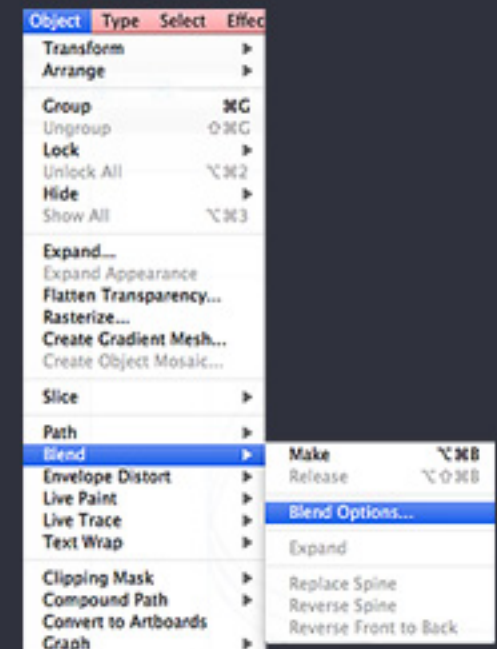 Object Type Select Effec
Transform
Arrange
Group ⌘G
Ungroup ⇧⌘G
Lock
Unlock All ⌥⌘2
Hide
Show All ⌥⌘3
Expand...
Expand Appearance
Flatten Transparency...
Rasterize...
Create Gradient Mesh...
Create Object Mosaic...
Slice
Path
Blend
Envelope Distort
Live Paint
Live Trace
Text Wrap
Clipping Mask
Compound Path
Convert to Artboards
Graph
Make ⌥⌘B
Release ⌥⇧⌘B
Blend Options...
Expand
Replace Spine
Reverse Spine
Reverse Front to Back